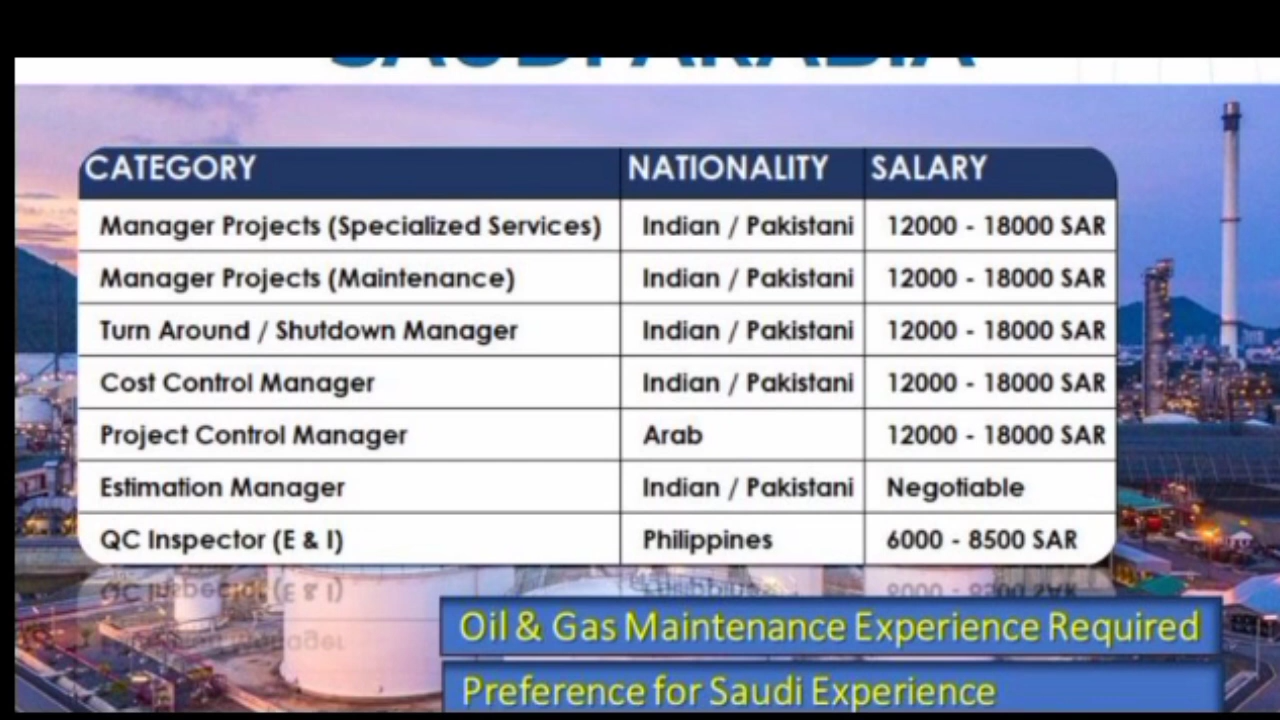 SAUDI ARABIA
CATEGORY NATIONALITY SALARY
Manager Projects (Specialized Services) Indian / Pakistani 12000 - 18000 SAR
Manager Projects (Maintenance) Indian / Pakistani 12000 - 18000 SAR
Turn Around / Shutdown Manager Indian / Pakistani 12000 - 18000 SAR
Cost Control Manager Indian / Pakistani 12000 - 18000 SAR
Project Control Manager Arab 12000 - 18000 SAR
Estimation Manager Indian / Pakistani Negotiable
QC Inspector (E & I) Philippines 6000 - 8500 SAR
Oil & Gas Maintenance Experience Required
Preference for Saudi Experience